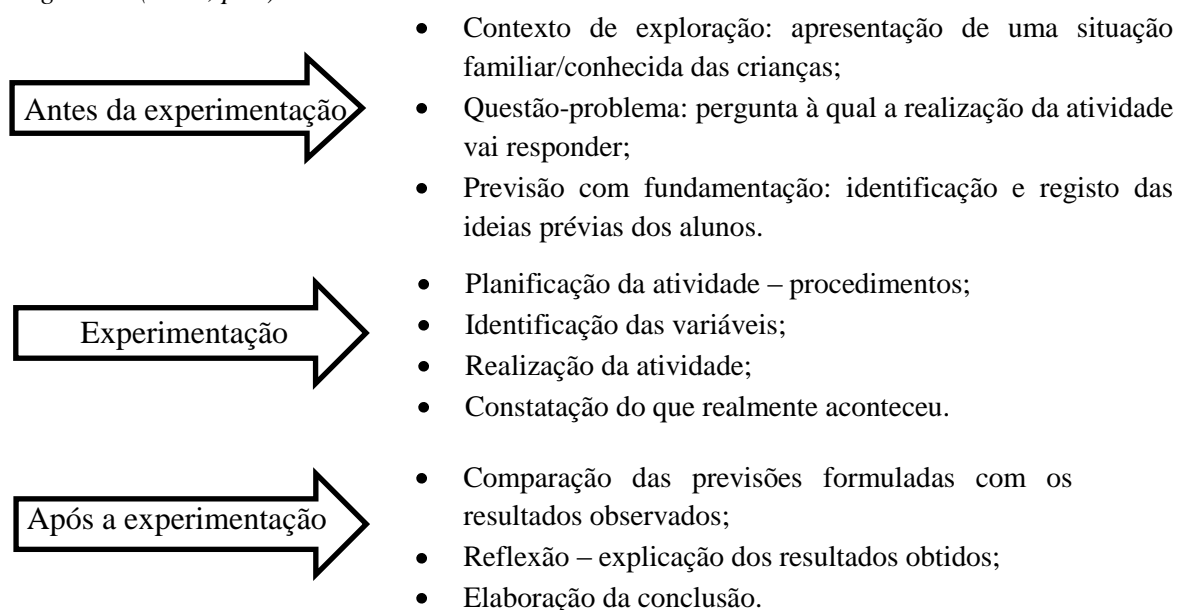 • Contexto de exploração: apresentação de uma situação
familiar/conhecida das crianças;
Antes da experimentação
• Questão-problema: pergunta à qual a realização da atividade
vai responder;
• Previsão com fundamentação: identificação e registo das
ideias prévias dos alunos.
• Planificação da atividade – procedimentos;
Experimentação
• Identificação das variáveis;
• Realização da atividade;
• Constatação do que realmente aconteceu.
• Comparação das previsões formuladas com os
resultados observados;
Após a experimentação
• Reflexão – explicação dos resultados obtidos;
• Elaboração da conclusão.